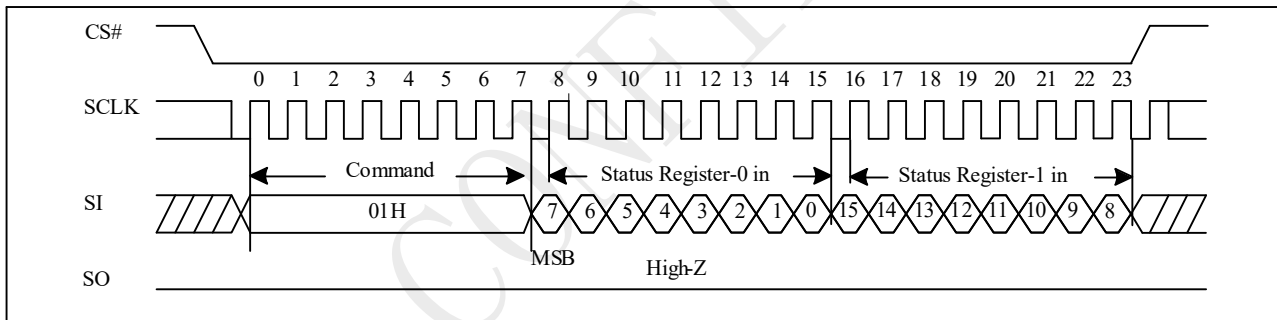 CS#
0 1 2 3 4 5 6 7 8 9 10 11 12 13 14 15 16 17 18 19 20 21 22 23
SCLK
Command Status Register-0 in Status Register-1 in
SI 01H 7 6 5 4 3 2 1 0 15 14 13 12 11 10 9 8
MSB High-Z
SO